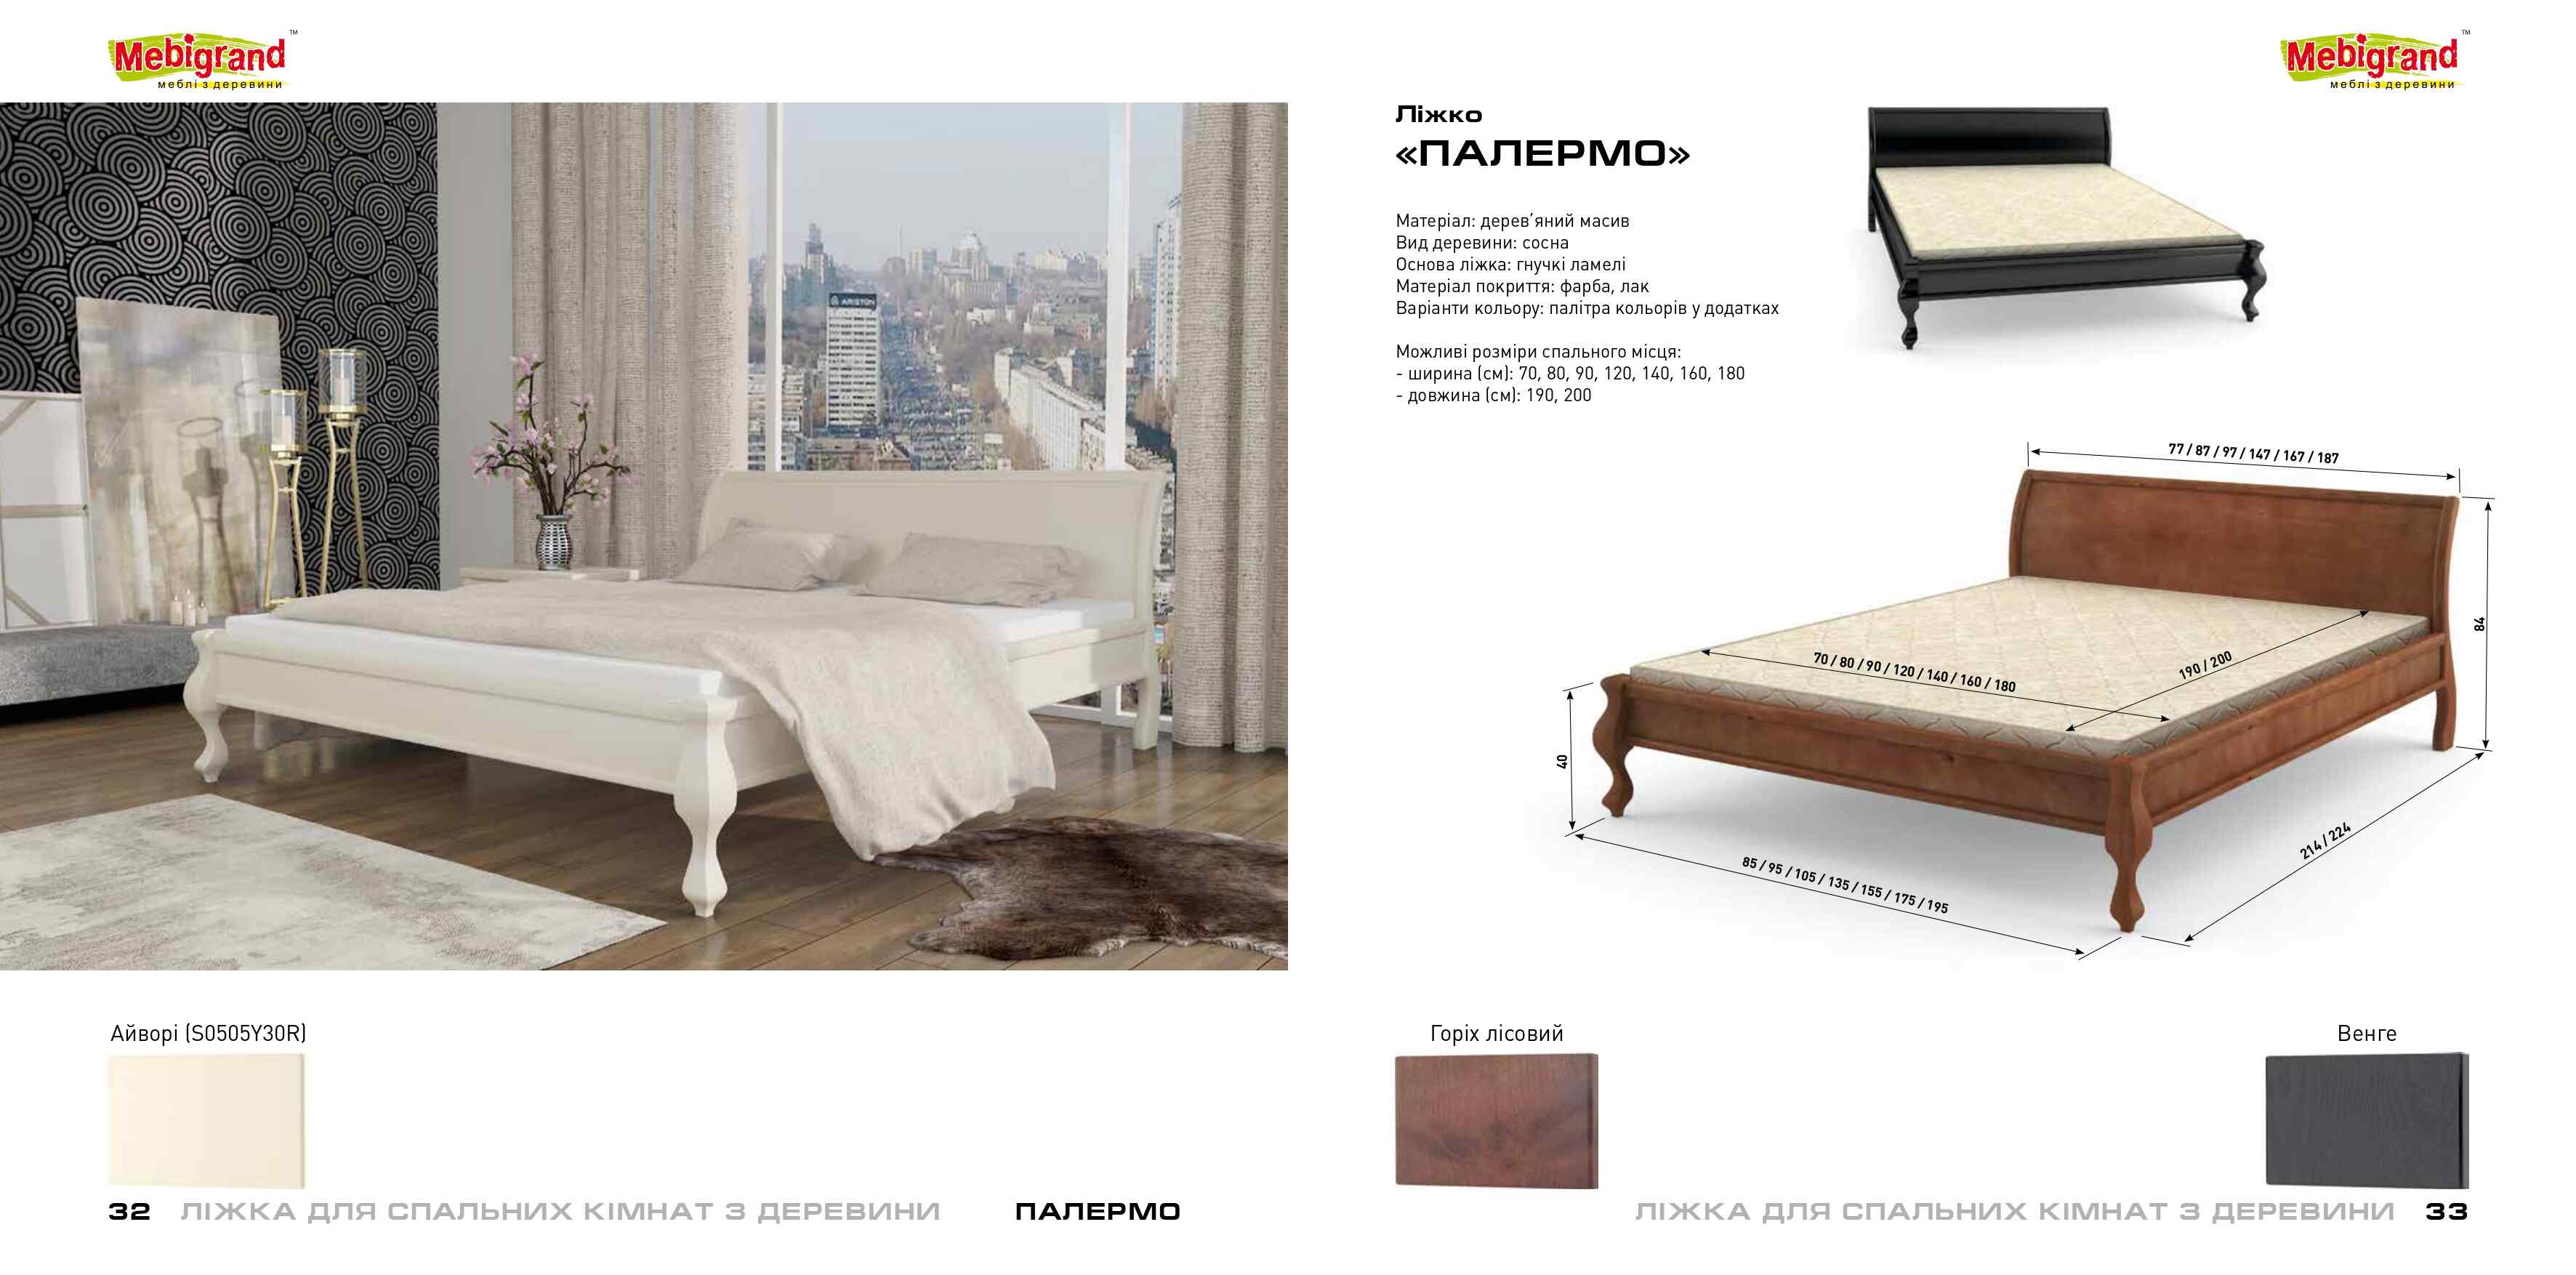 Mebigrand
TM
меблі з деревини
Mebigrand
TM
меблі з деревини
ARISTON
Ліжко
«ПАЛЕРМО»
Матеріал: дерев’яний масив
Вид деревини: сосна
Основа ліжка: гнучкі ламелі
Матеріал покриття: фарба, лак
Варіанти кольору: палітра кольорів у додатках
Можливі розміри спального місця:
- ширина (см): 70, 80, 90, 120, 140, 160, 180
- довжина (см): 190, 200
77 / 87 / 97 / 147 / 167 / 187
84
70 / 80 / 90 / 120 / 140 / 160 / 180
190 / 200
40
85 / 95 / 105 / 135 / 155 / 175 / 195
214 / 224
Айворі (S0505Y30R)
Горіх лісовий
Венге
32 ЛІЖКА ДЛЯ СПАЛЬНИХ КІМНАТ З ДЕРЕВИНИ ПАЛЕРМО
ЛІЖКА ДЛЯ СПАЛЬНИХ КІМНАТ З ДЕРЕВИНИ 33